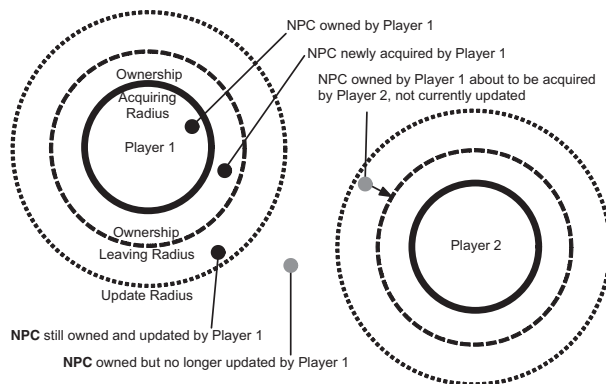 NPC owned by Player 1
NPC newly acquired by Player 1
NPC owned by Player 1 about to be acquired
by Player 2, not currently updated
Ownership
Acquiring
Radius
Player 1
Ownership
Leaving Radius
Update Radius
Player 2
NPC still owned and updated by Player 1
NPC owned but no longer updated by Player 1